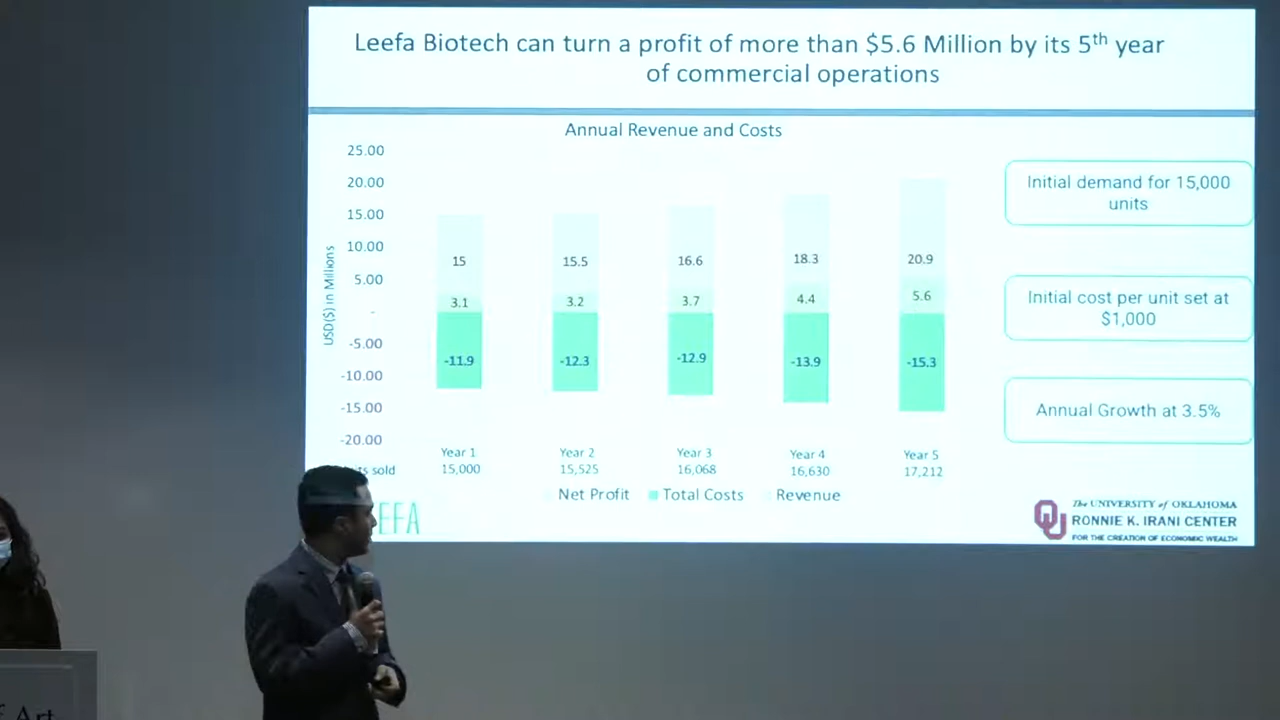 Leefa Biotech can turn a profit of more than $5.6 Million by its 5th year
of commercial operations
Annual Revenue and Costs
USD($) in Millions
25.00
20.00
15.00
10.00
5.00
-
-5.00
-10.00
-15.00
-20.00
15
15.5
16.6
18.3
20.9
3.1
3.2
3.7
4.4
5.6
-11.9
-12.3
-12.9
-13.9
-15.3
Year 1
Year 2
Year 3
Year 4
Year 5
sold
15,000
15,525
16,068
16,630
17,212
Net Profit
Total Costs
Revenue
Initial demand for 15,000
units
Initial cost per unit set at
$1,000
Annual Growth at 3.5%
EFA
OU
The UNIVERSITY of OKLAHOMA
RONNIE K. IRANI CENTER
FOR THE CREATION OF ECONOMIC WEALTH
Art